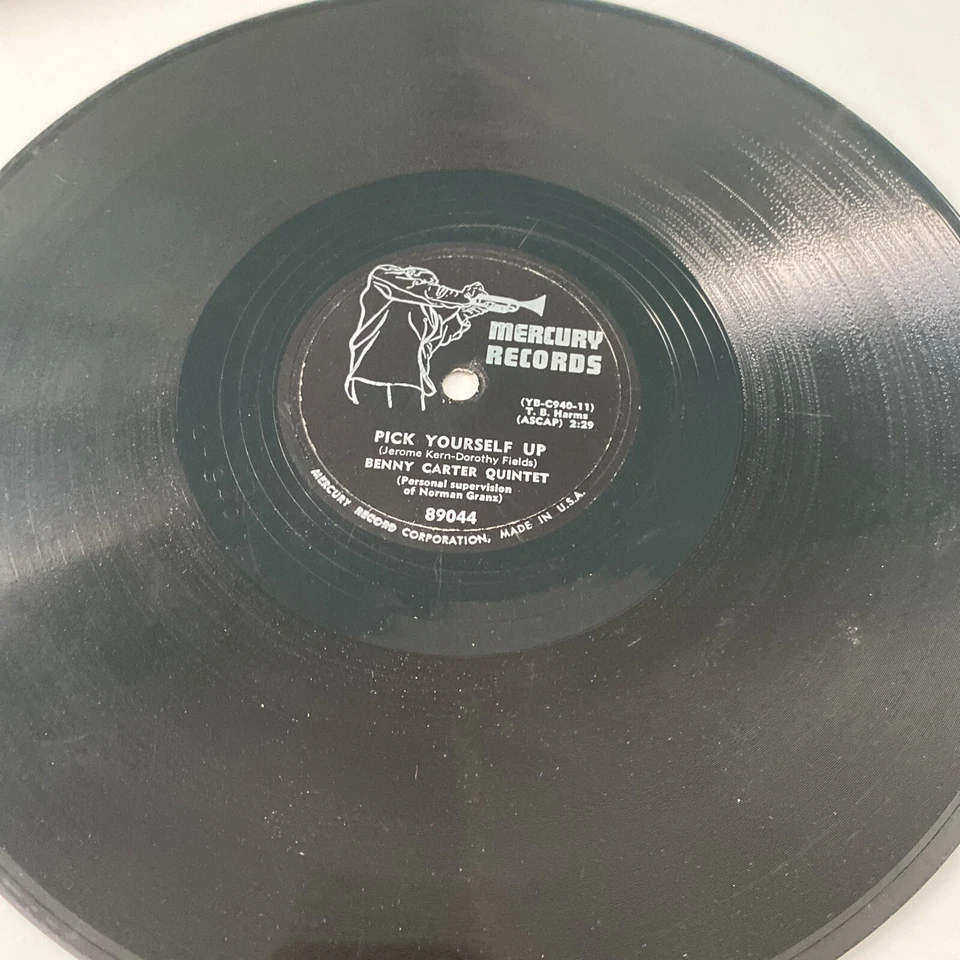 MERCURY
RECORDS
(YB-C940-11)
T. B. Harms
(ASCAP) 2:29
PICK YOURSELF UP
(Jerome Kern-Dorothy Fields)
BENNY CARTER QUINTET
(Personal supervision
of Norman Granz)
89044
MERCURY RECORD CORPORATION, MADE IN U.S.A.